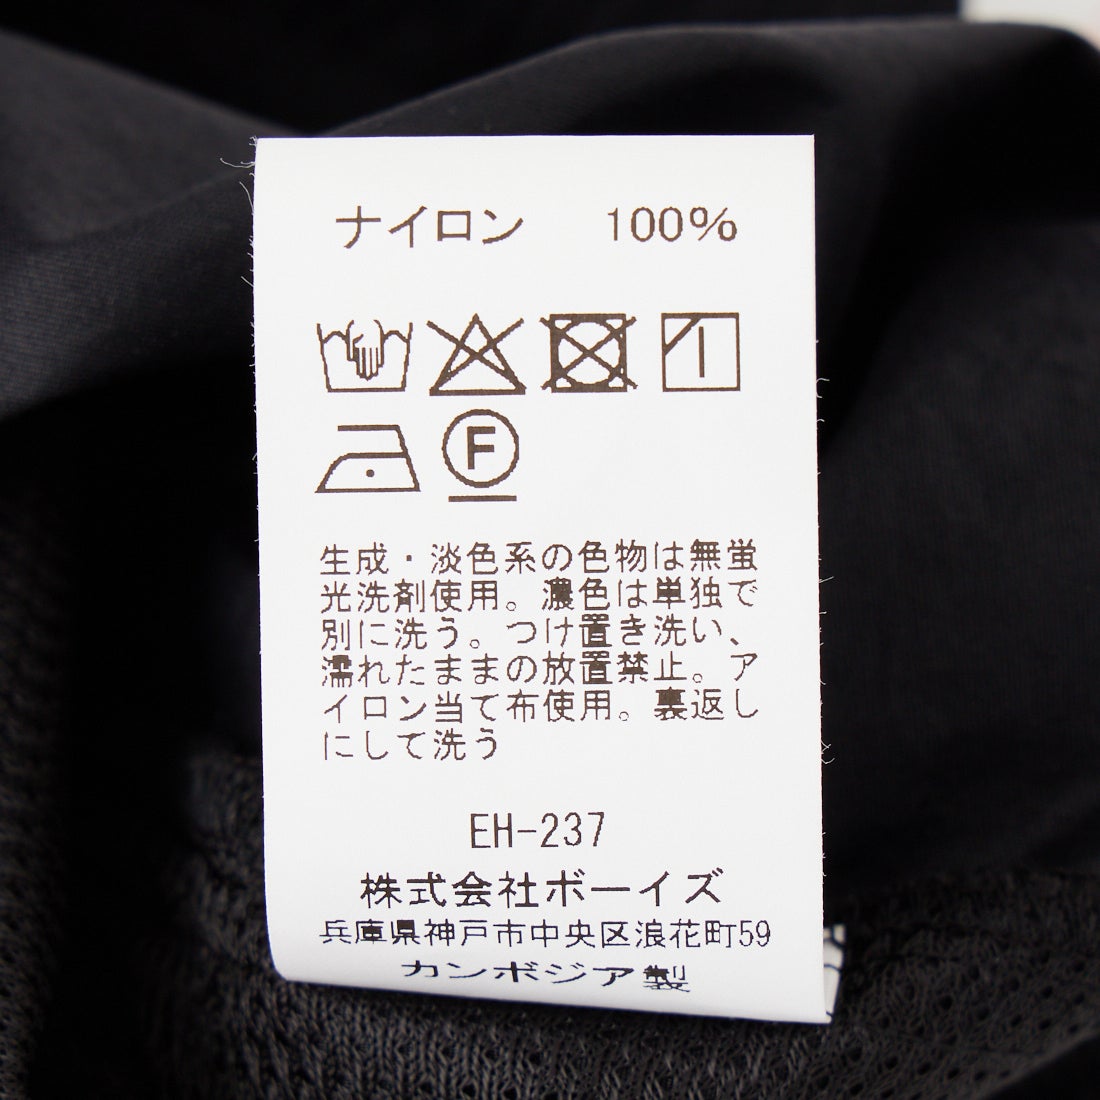 ナイロン 100%
F
生成・淡色系の色物は無蛍
光洗剤使用。濃色は単独で
別に洗う。つけ置き洗い、
濡れたままの放置禁止。ア
イロン当て布使用。裏返し
にして洗う
EH-237
株式会社ボーイズ
兵庫県神戸市中央区浪花町59
カンボジア製